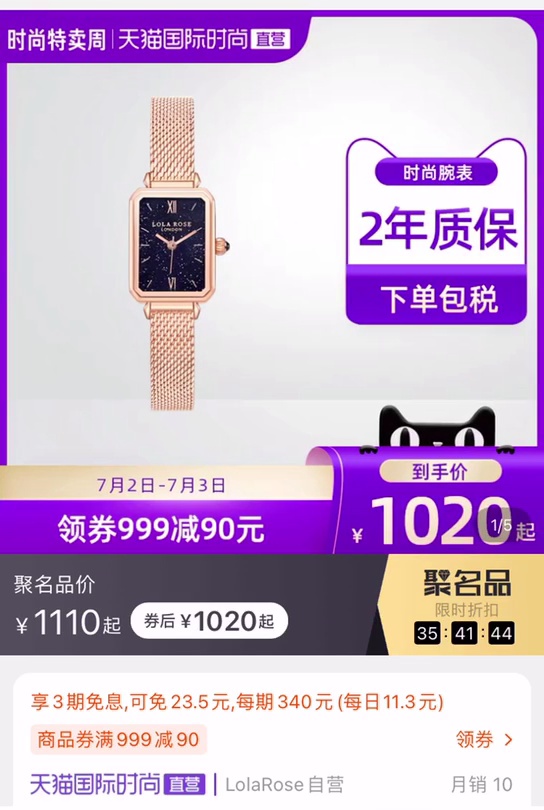 时尚特卖周|天猫国际时尚 直营
LOLA ROSE
LONDON
时尚腕表
2年质保
下单包税
7月2日-7月3日
领券999减90元
到手价
¥1020起
1/5
聚名品价
¥1110起
券后¥1020起
聚名品
限时折扣
35:41:44
享3期免息,可免23.5元,每期340元(每日11.3元)
商品券满999减90
领券 >
天猫国际时尚 直营 | LolaRose自营
月销 10